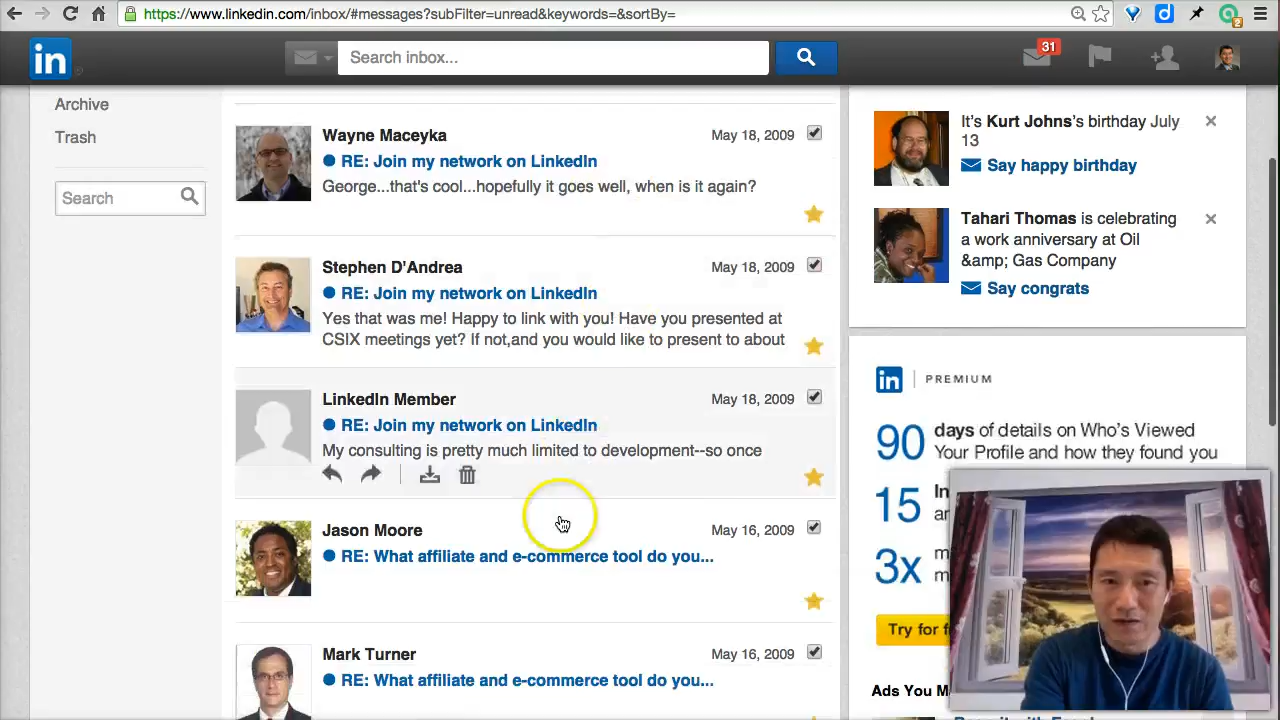 https://www.linkedin.com/inbox/#messages?subFilter=unread&keywords=&sortBy=
2
in
Search inbox...
31
Archive
Trash
Search
Wayne Maceyka
May 18, 2009
RE: Join my network on LinkedIn
George...that's cool...hopefully it goes well, when is it again?
Stephen D'Andrea
May 18, 2009
RE: Join my network on LinkedIn
Yes that was me! Happy to link with you! Have you presented at
CSIX meetings yet? If not,and you would like to present to about
LinkedIn Member
May 18, 2009
RE: Join my network on LinkedIn
My consulting is pretty much limited to development--so once
Jason Moore
May 16, 2009
RE: What affiliate and e-commerce tool do you...
Mark Turner
May 16, 2009
RE: What affiliate and e-commerce tool do you...
It's Kurt Johns's birthday July
13
Say happy birthday
Tahari Thomas is celebrating
a work anniversary at Oil
&amp; Gas Company
Say congrats
in PREMIUM
90 days of details on Who's Viewed
Your Profile and how they found you
15
3x
Try for
Ads You